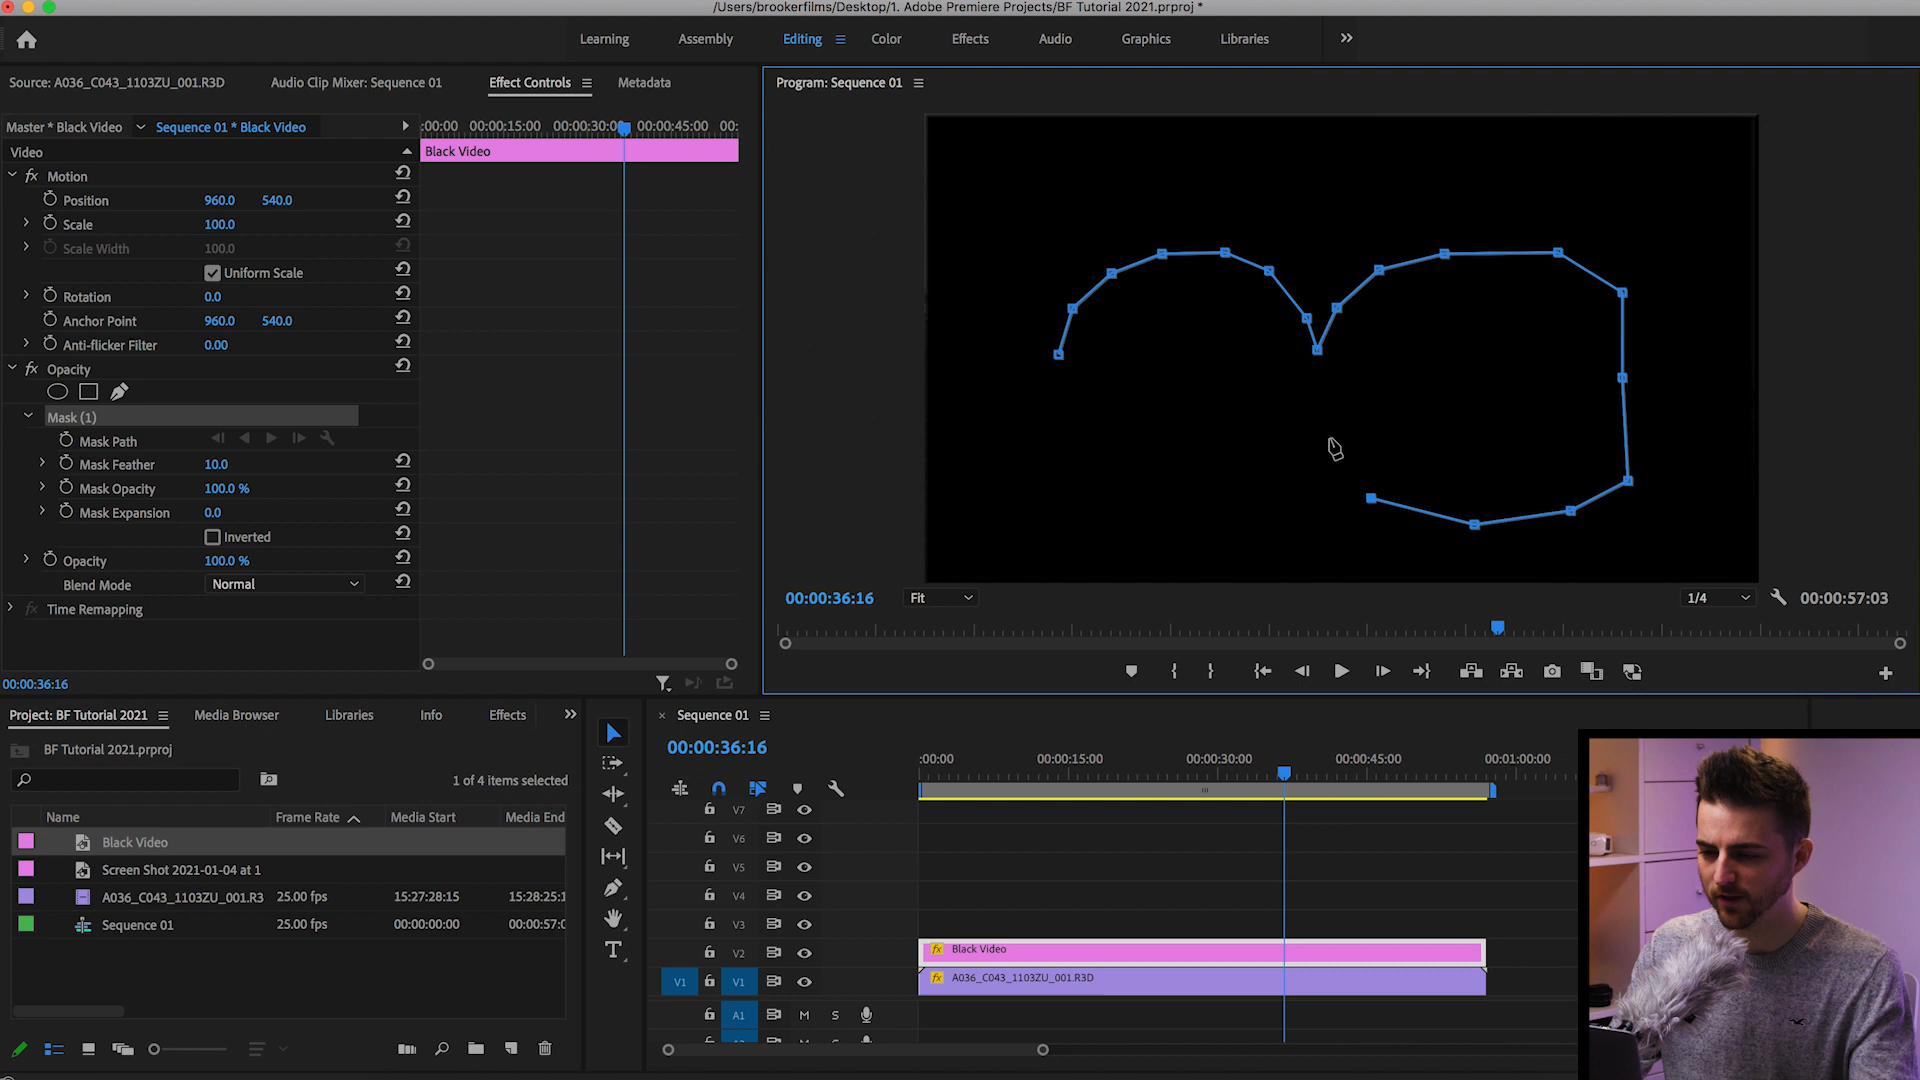 /Users/brookerfilms/Desktop/1. Adobe Premiere Projects/BF Tutorial 2021.prproj *
Learning Assembly Editing Color Effects Audio Graphics Libraries
Source: A036_C043_1103ZU_001.R3D Audio Clip Mixer: Sequence 01 Effect Controls Metadata
Program: Sequence 01
Master * Black Video Sequence 01 * Black Video
:00:00 00:00:15:00 00:00:30:00 00:00:45:00 00:
Video
Black Video
Motion
Position 960.0 540.0
Scale 100.0
Scale Width 100.0
Uniform Scale
Rotation 0.0
Anchor Point 960.0 540.0
Anti-flicker Filter 0.00
fx Opacity
Mask (1)
Mask Path
Mask Feather 10.0
Mask Opacity 100.0 %
Mask Expansion 0.0
Inverted
Opacity 100.0 %
Blend Mode Normal
Time Remapping
00:00:36:16
00:00:36:16 Fit 1/4 00:00:57:03
Project: BF Tutorial 2021 Media Browser Libraries Info Effects
BF Tutorial 2021.prproj
1 of 4 items selected
Name Frame Rate Media Start Media End
Black Video
Screen Shot 2021-01-04 at 1
A036_C043_1103ZU_001.R3 25.00 fps 15:27:28:15 15:28:25:1
Sequence 01 25.00 fps 00:00:00:00 00:00:57:0
× Sequence 01
00:00:36:16
:00:00 00:00:15:00 00:00:30:00 00:00:45:00 00:01:00:00
V7
V6
V5
V4
V3
V2 fx Black Video
V1 V1 fx A036_C043_1103ZU_001.R3D
A1 M S